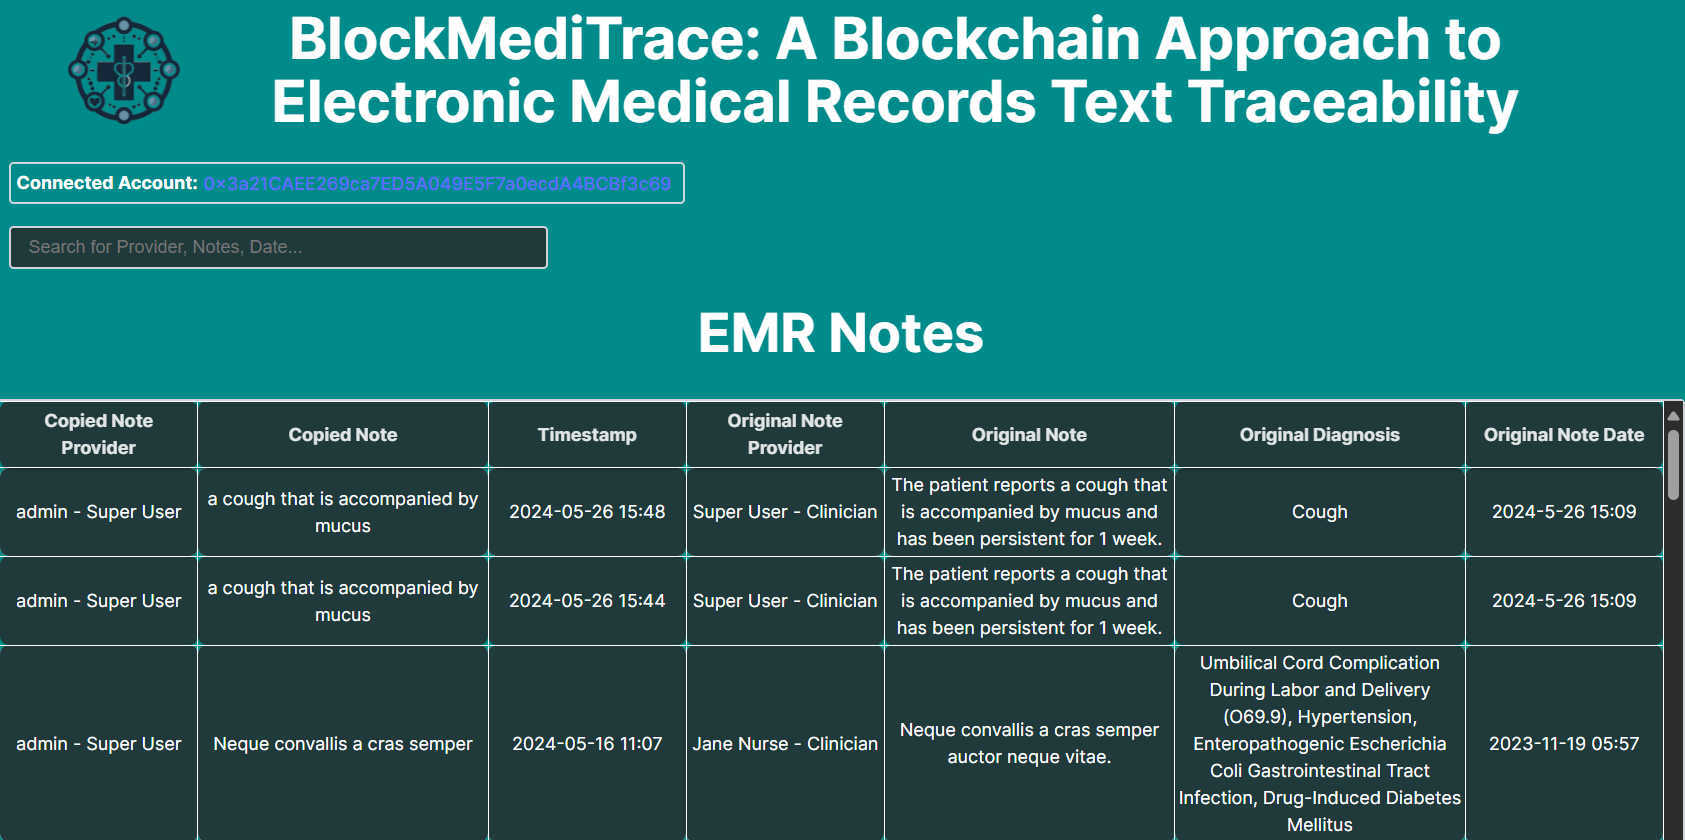 BlockMediTrace: A Blockchain Approach to
Electronic Medical Records Text Traceability
Connected Account: 0x3a21CAEE269ca7ED5A049E5F7a0ecdA4BCBf3c69
Search for Provider, Notes, Date...
EMR Notes
Copied Note
Provider
Copied Note
Timestamp
Original Note
Provider
Original Note
Original Diagnosis
Original Note Date
admin - Super User
a cough that is accompanied by
mucus
2024-05-26 15:48
Super User - Clinician
The patient reports a cough that
is accompanied by mucus and
has been persistent for 1 week.
Cough
2024-5-26 15:09
admin - Super User
a cough that is accompanied by
mucus
2024-05-26 15:44
Super User - Clinician
The patient reports a cough that
is accompanied by mucus and
has been persistent for 1 week.
Cough
2024-5-26 15:09
admin - Super User
Neque convallis a cras semper
2024-05-16 11:07
Jane Nurse - Clinician
Neque convallis a cras semper
auctor neque vitae.
Umbilical Cord Complication
During Labor and Delivery
(O69.9), Hypertension,
Enteropathogenic Escherichia
Coli Gastrointestinal Tract
Infection, Drug-Induced Diabetes
Mellitus
2023-11-19 05:57